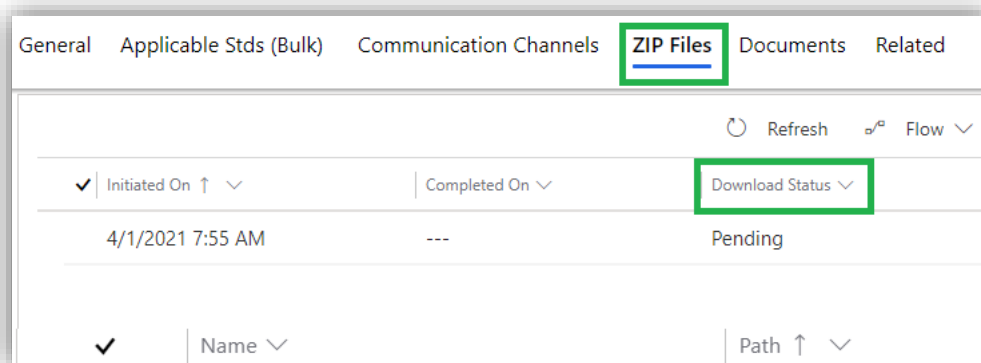 General Applicable Stds (Bulk) Communication Channels ZIP Files Documents Related
Refresh Flow
Initiated On ↑ Completed On Download Status
4/1/2021 7:55 AM --- Pending
Name Path ↑